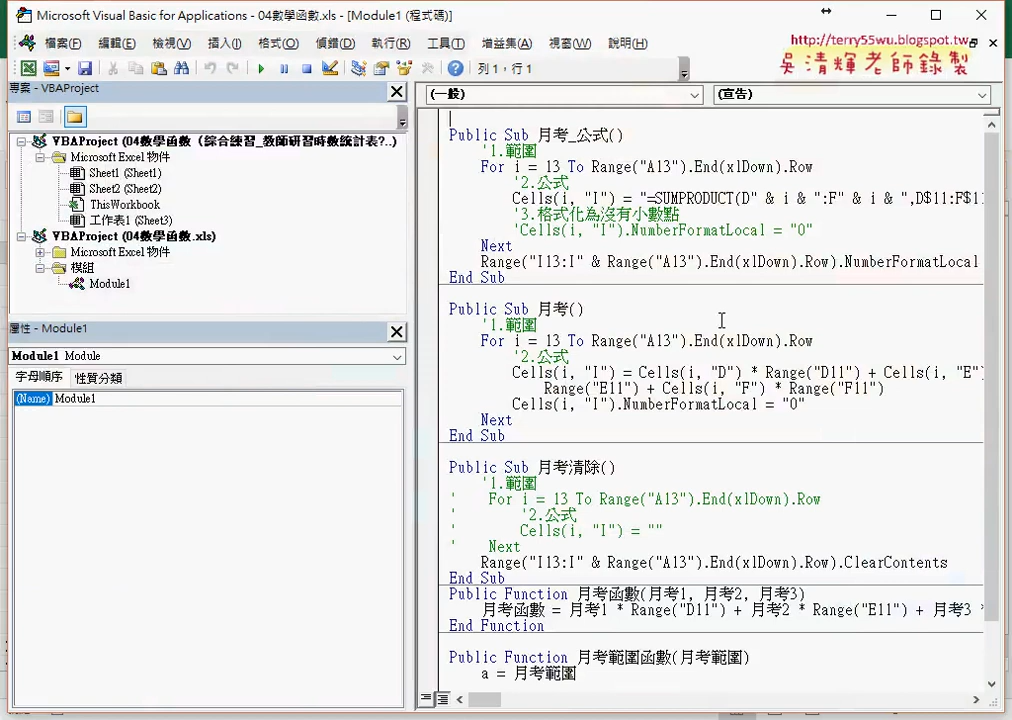 Microsoft Visual Basic for Applications - 04數學函數.xls - [Module1 (程式碼)]
檔案(F) 編輯(E) 檢視(V) 插入(I) 格式(O) 偵錯(D) 執行(R) 工具(T) 增益集(A) 視窗(W) 說明(H)
http://terry55wu.blogspot.tw
吳清輝老師錄製
列 1，行 1
專案 - VBAProject
VBAProject (04數學函數（綜合練習_教師研習時數統計表?..)
Microsoft Excel 物件
Sheet1 (Sheet1)
Sheet2 (Sheet2)
ThisWorkbook
工作表1 (Sheet3)
VBAProject (04數學函數.xls)
Microsoft Excel 物件
模組
Module1
屬性 - Module1
Module1 Module
字母順序 性質分類
(Name) Module1
(一般) (宣告)
Public Sub 月考_公式()
'1.範圍
For i = 13 To Range("A13").End(xlDown).Row
'2.公式
Cells(i, "I") = "=SUMPRODUCT(D" & i & ":F" & i & ",D$11:F$11
'3.格式化為沒有小數點
'Cells(i, "I").NumberFormatLocal = "0"
Next
Range("I13:I" & Range("A13").End(xlDown).Row).NumberFormatLocal
End Sub
Public Sub 月考()
'1.範圍
For i = 13 To Range("A13").End(xlDown).Row
'2.公式
Cells(i, "I") = Cells(i, "D") * Range("D11") + Cells(i, "E")
Range("E11") + Cells(i, "F") * Range("F11")
Cells(i, "I").NumberFormatLocal = "0"
Next
End Sub
Public Sub 月考清除()
'1.範圍
' For i = 13 To Range("A13").End(xlDown).Row
' '2.公式
' Cells(i, "I") = ""
' Next
Range("I13:I" & Range("A13").End(xlDown).Row).ClearContents
End Sub
Public Function 月考函數(月考1, 月考2, 月考3)
月考函數 = 月考1 * Range("D11") + 月考2 * Range("E11") + 月考3 *
End Function
Public Function 月考範圍函數(月考範圍)
a = 月考範圍